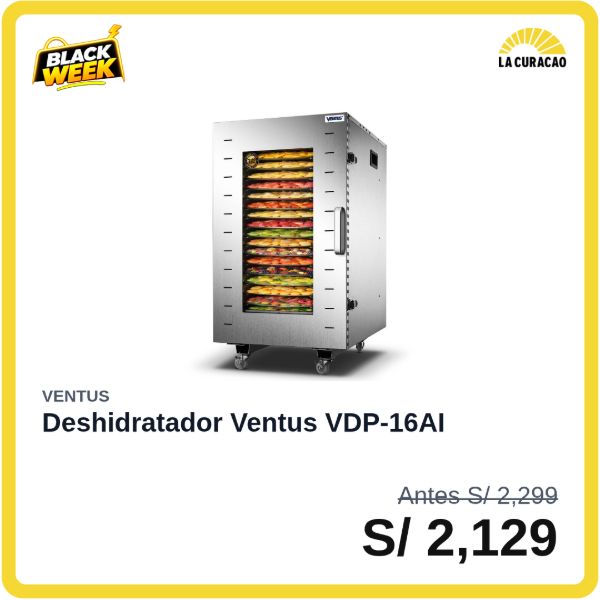 BLACK
WEEK
LA CURACAO
VENTUS
VENTUS
Deshidratador Ventus VDP-16AI
Antes S/ 2,299
S/ 2,129